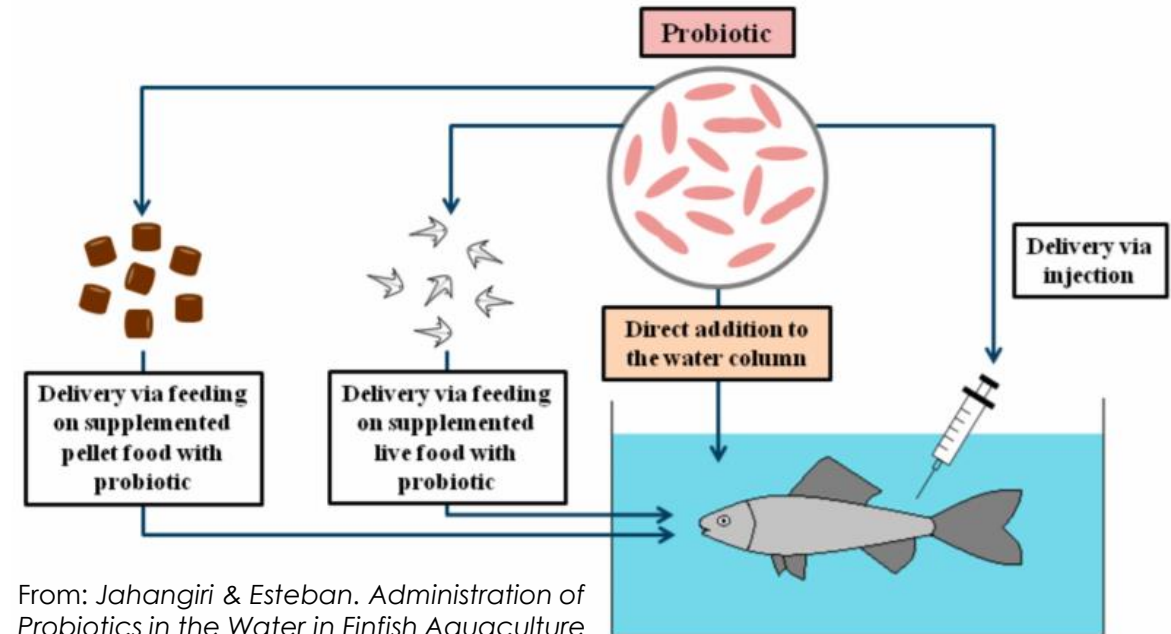 Probiotic
Delivery via
injection
Direct addition to
the water column
Delivery via feeding
on supplemented
pellet food with
probiotic
Delivery via feeding
on supplemented
live food with
probiotic
From: Jahangiri & Esteban. Administration of
Probiotics in the Water in Finfish Aquaculture